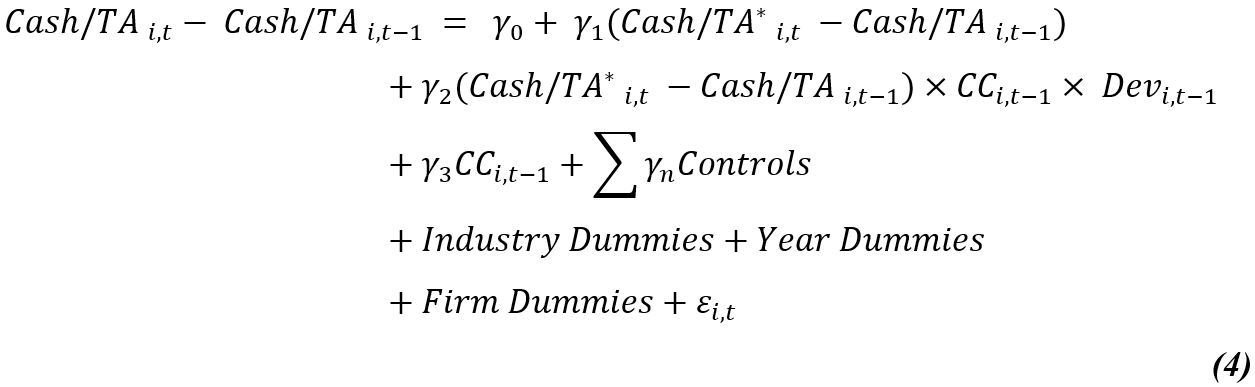 Cash/TA i,t − Cash/TA i,t−1 = γ0 + γ1(Cash/TA* i,t − Cash/TA i,t−1)
+ γ2(Cash/TA* i,t − Cash/TA i,t−1) × CCi,t−1 × Devi,t−1
+ γ3CCi,t−1 + ∑ γnControls
+ Industry Dummies + Year Dummies
+ Firm Dummies + εi,t
(4)